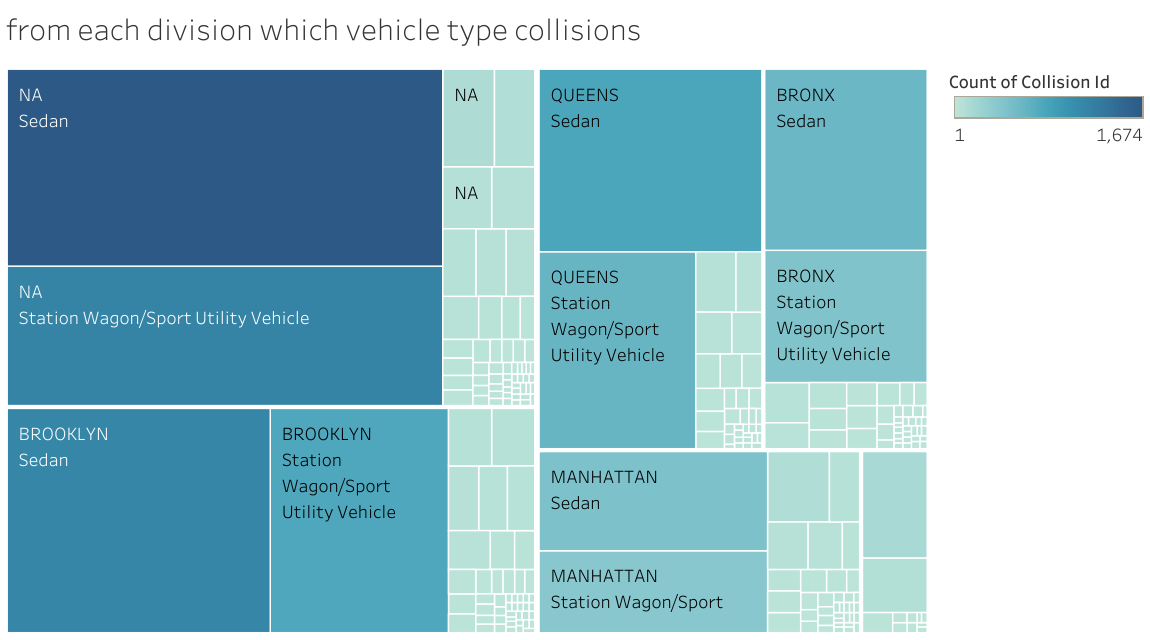 from each division which vehicle type collisions
NA
Sedan
NA
NA
NA
Station Wagon/Sport Utility Vehicle
BROOKLYN
Sedan
BROOKLYN
Station
Wagon/Sport
Utility Vehicle
QUEENS
Sedan
QUEENS
Station
Wagon/Sport
Utility Vehicle
BRONX
Sedan
BRONX
Station
Wagon/Sport
Utility Vehicle
MANHATTAN
Sedan
MANHATTAN
Station Wagon/Sport
Count of Collision Id
1 1,674